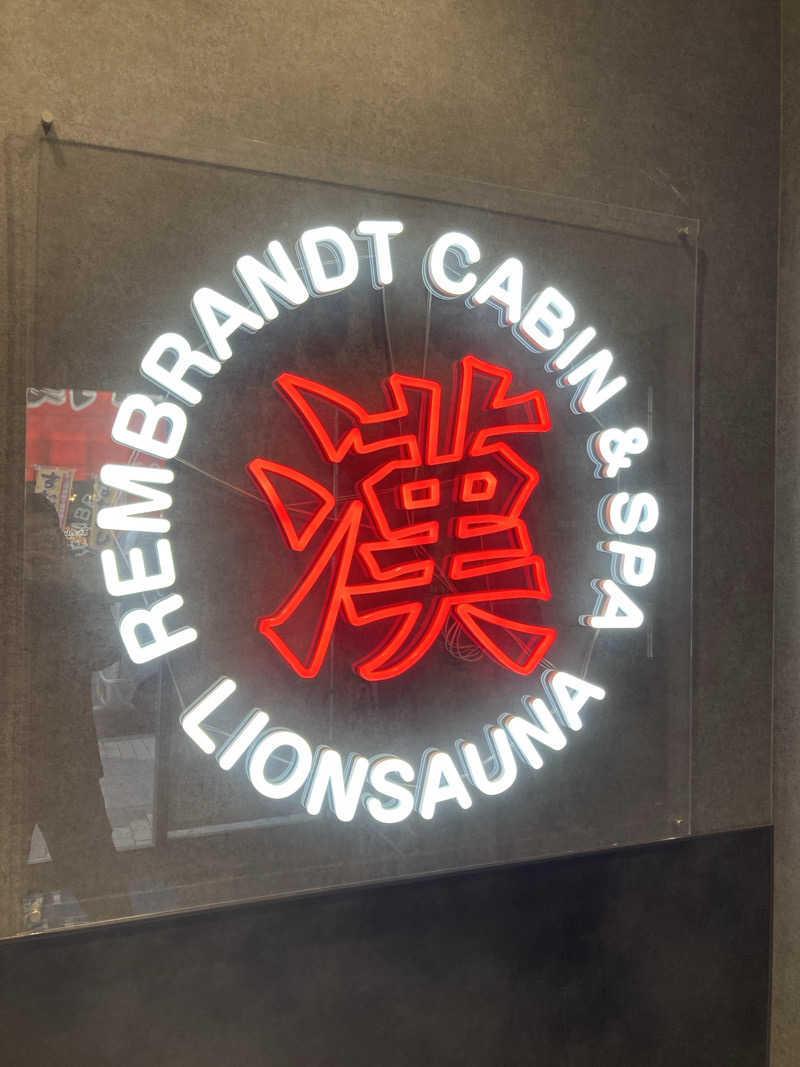 REMBRANDT CABIN & SPA
漢
LIONSAUNA